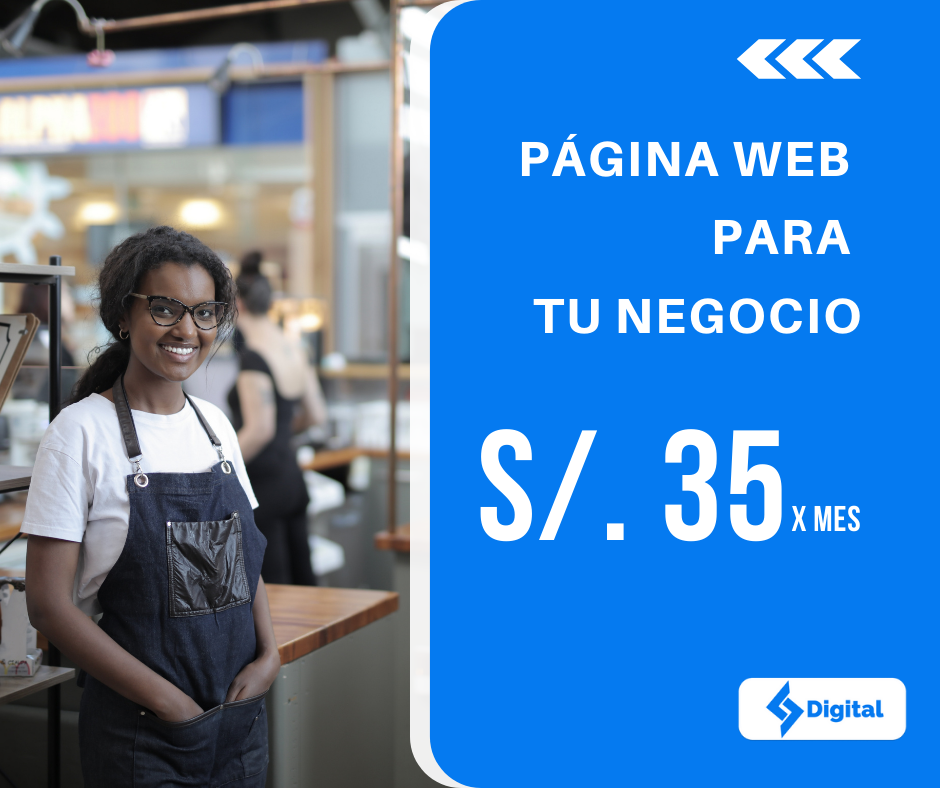 PÁGINA WEB
PARA
TU NEGOCIO
S/. 35 X MES
Digital